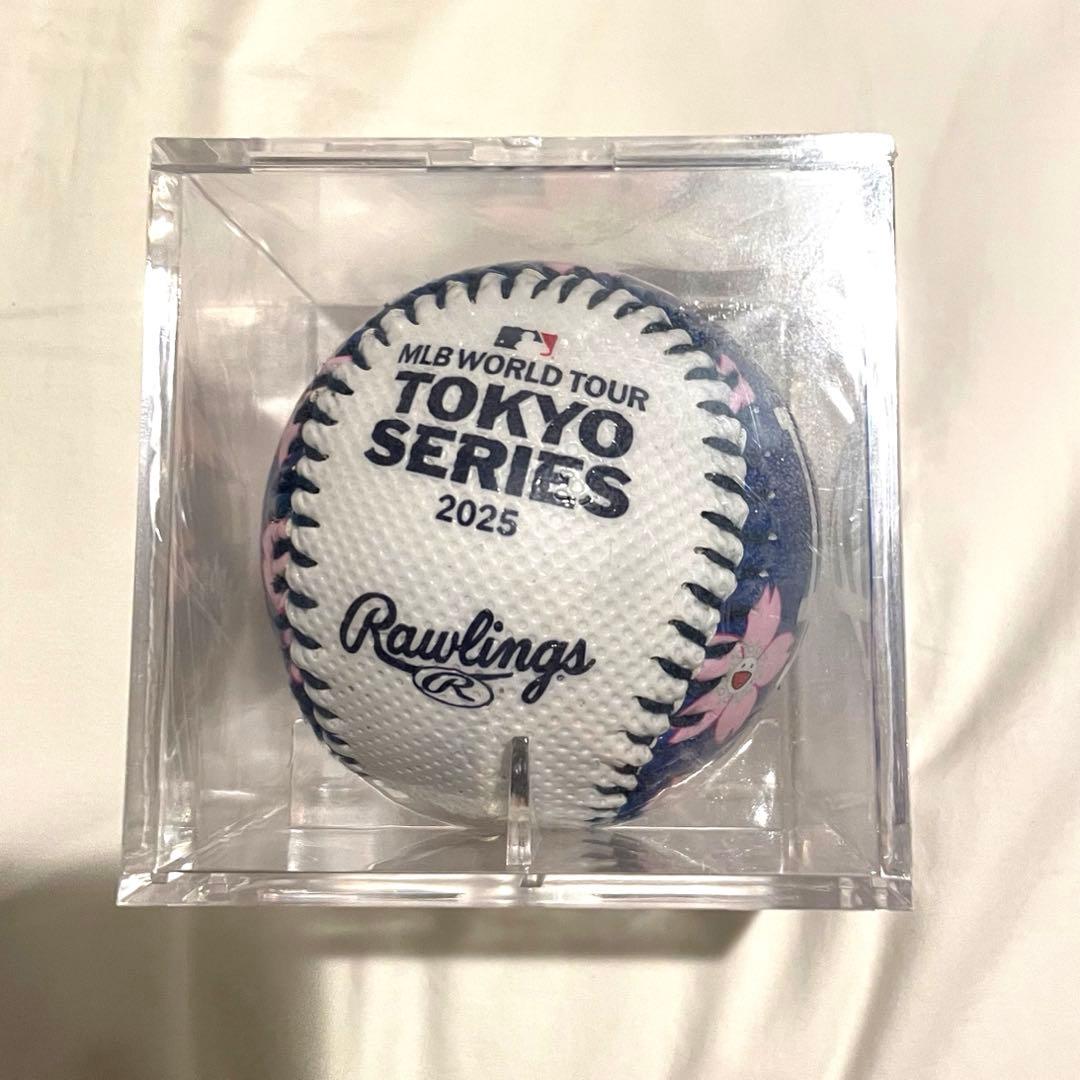 MLB WORLD TOUR
TOKYO
SERIES
2025
Rawlings
R